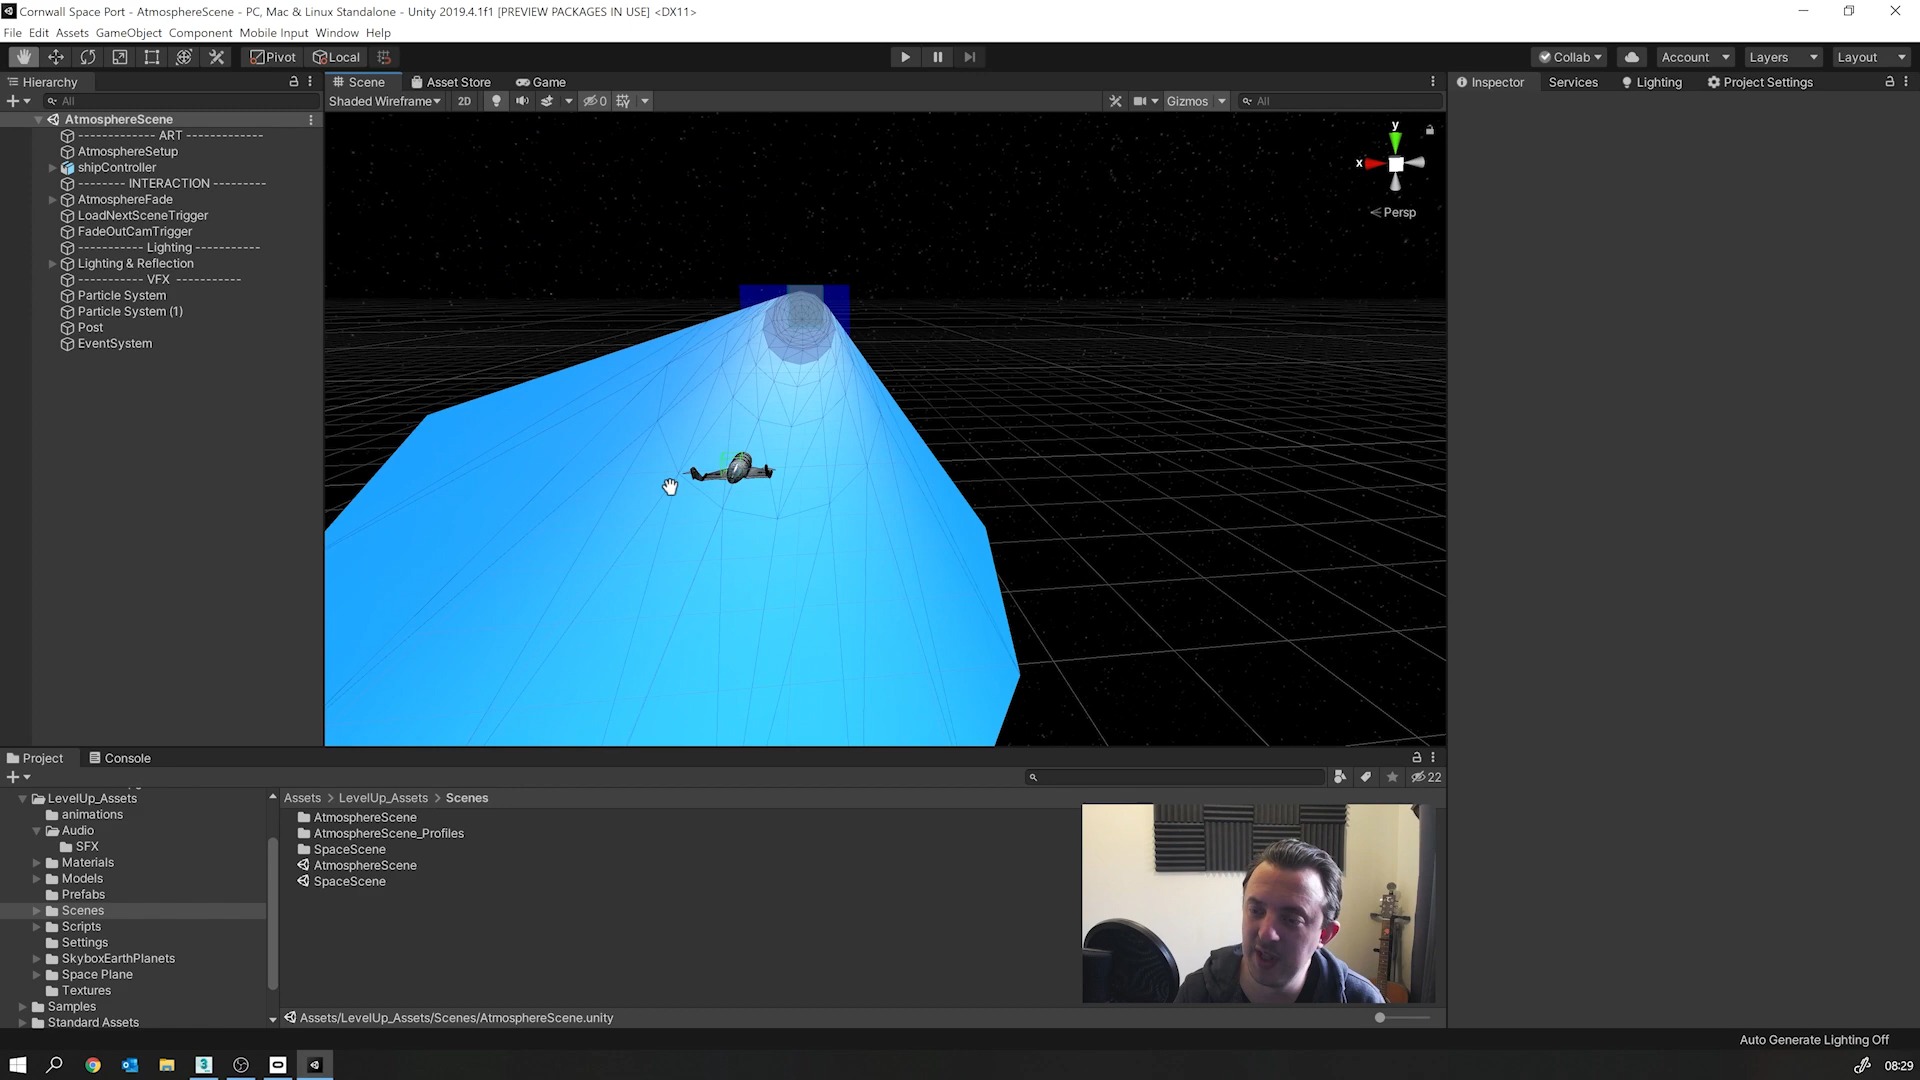 Cornwall Space Port - AtmosphereScene - PC, Mac & Linux Standalone - Unity 2019.4.1f1 [PREVIEW PACKAGES IN USE] <DX11>
File Edit Assets GameObject Component Mobile Input Window Help
Pivot Local Collab Account Layers Layout
Hierarchy
All
AtmosphereScene
------------- ART -------------
AtmosphereSetup
shipController
-------- INTERACTION ---------
AtmosphereFade
LoadNextSceneTrigger
FadeOutCamTrigger
----------- Lighting -----------
Lighting & Reflection
----------- VFX -----------
Particle System
Particle System (1)
Post
EventSystem
Scene Asset Store Game
Shaded Wireframe 2D 0 Gizmos All
y
x
Persp
Inspector Services Lighting Project Settings
Project Console
22
LevelUp_Assets
animations
Audio
SFX
Materials
Models
Prefabs
Scenes
Scripts
Settings
SkyboxEarthPlanets
Space Plane
Textures
Samples
Standard Assets
Assets > LevelUp_Assets > Scenes
AtmosphereScene
AtmosphereScene_Profiles
SpaceScene
AtmosphereScene
SpaceScene
Assets/LevelUp_Assets/Scenes/AtmosphereScene.unity
Auto Generate Lighting Off
3
08:29